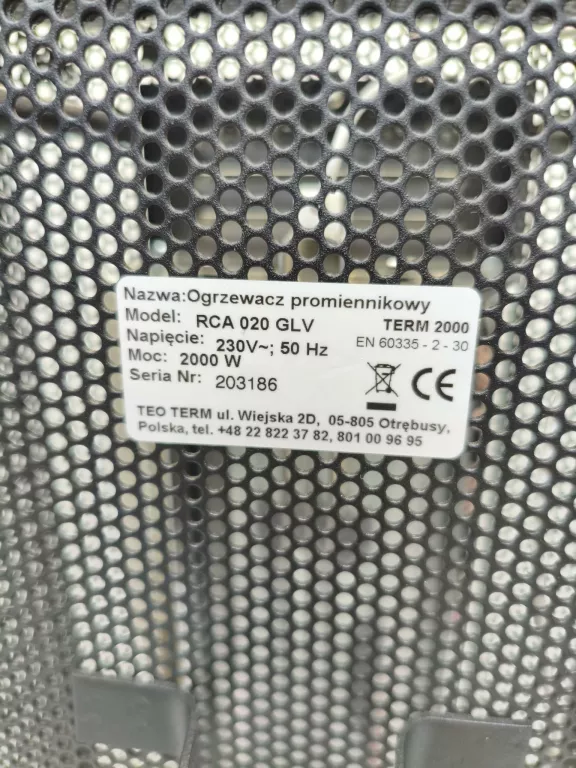 Nazwa:Ogrzewacz promiennikowy
Model: RCA 020 GLV TERM 2000
Napięcie: 230V~; 50 Hz EN 60335 - 2 - 30
Moc: 2000 W
Seria Nr: 203186
CE
TEO TERM ul. Wiejska 2D, 05-805 Otrębusy,
Polska, tel. +48 22 822 37 82, 801 00 96 95